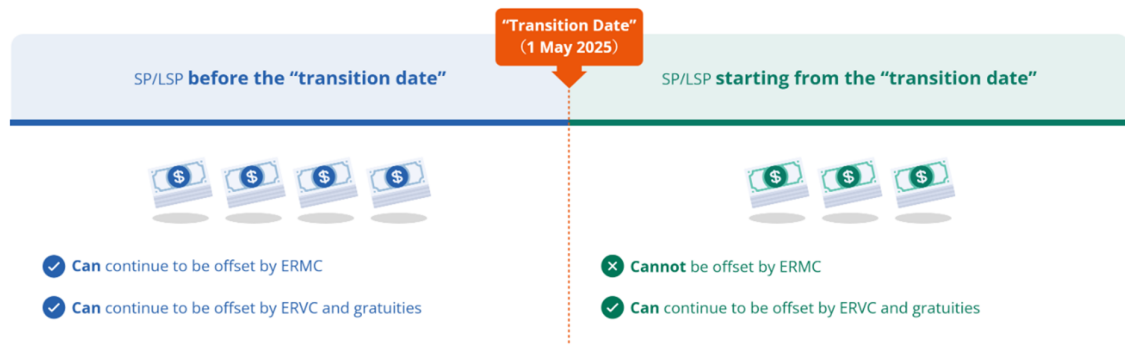 “Transition Date”
（1 May 2025）
SP/LSP before the “transition date”
SP/LSP starting from the “transition date”
$ $ $ $
$ $ $
Can continue to be offset by ERMC
Can continue to be offset by ERVC and gratuities
Cannot be offset by ERMC
Can continue to be offset by ERVC and gratuities